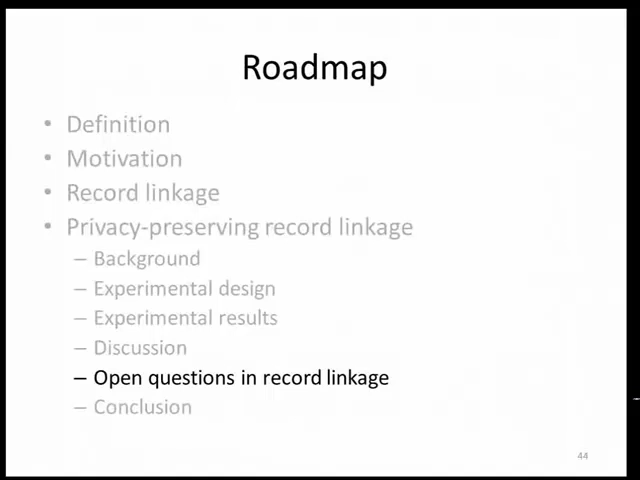 Roadmap
• Definition
• Motivation
• Record linkage
• Privacy-preserving record linkage
– Background
– Experimental design
– Experimental results
– Discussion
– Open questions in record linkage
– Conclusion
44